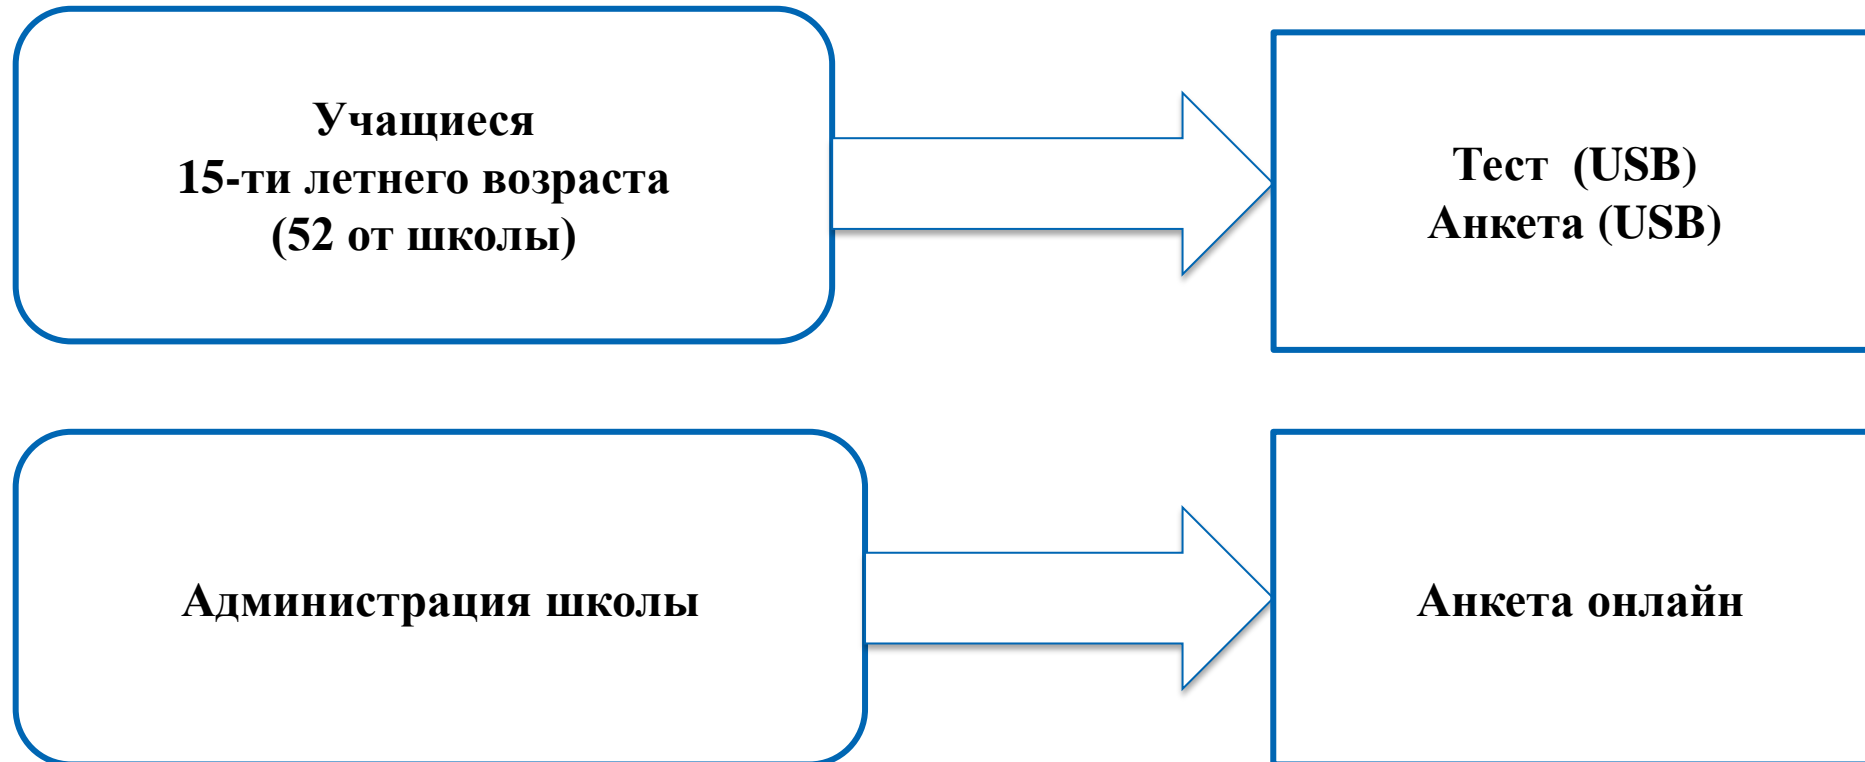 Учащиеся
15-ти летнего возраста
(52 от школы)
Тест (USB)
Анкета (USB)
Администрация школы
Анкета онлайн